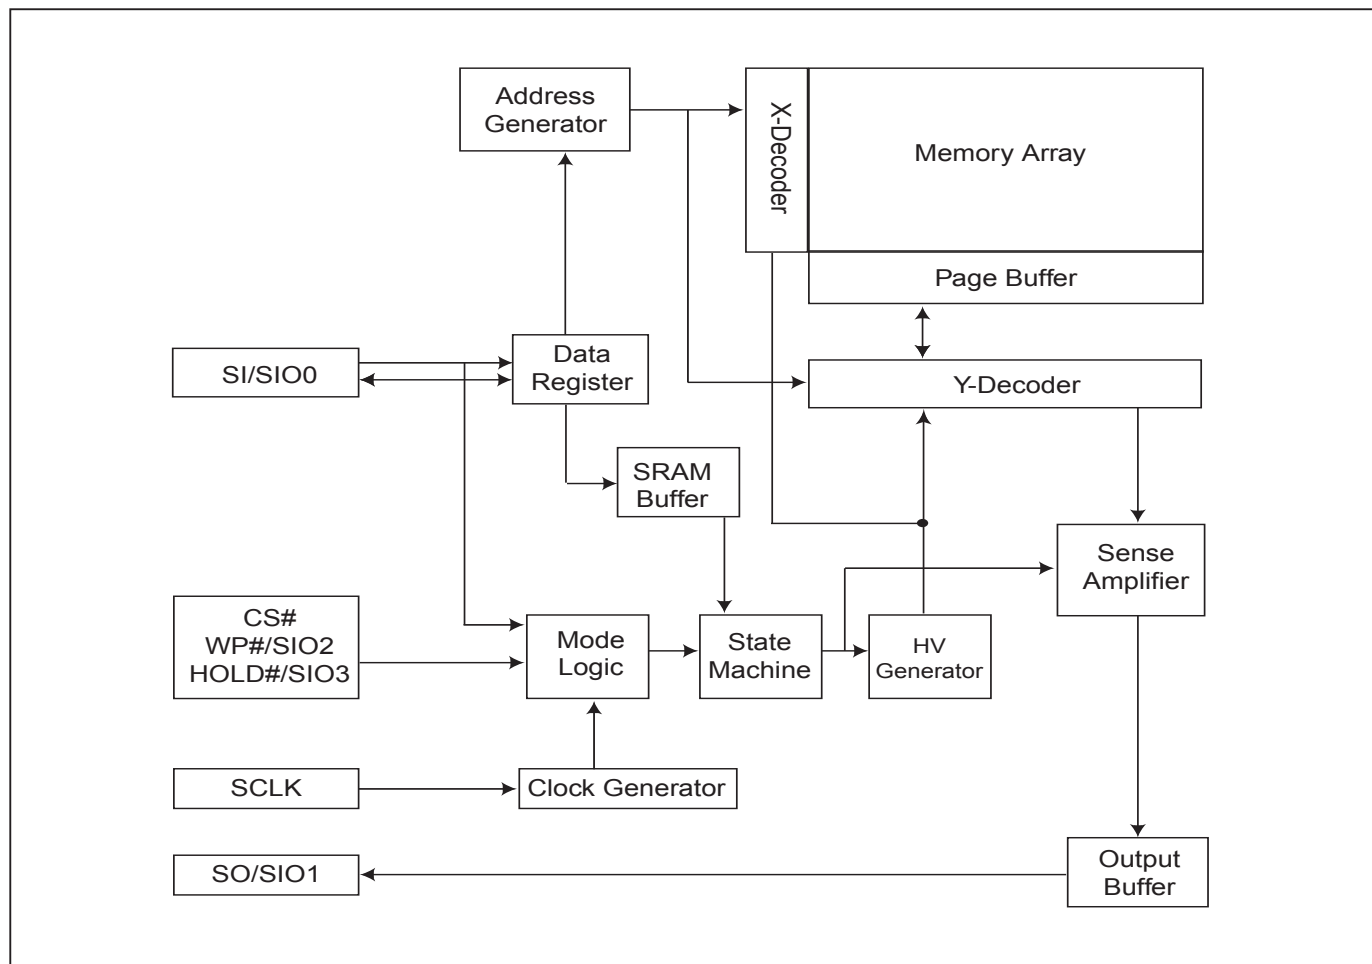 Address
Generator
X-Decoder
Memory Array
Page Buffer
SI/SIO0
Data
Register
Y-Decoder
SRAM
Buffer
Sense
Amplifier
CS#
WP#/SIO2
HOLD#/SIO3
Mode
Logic
State
Machine
HV
Generator
SCLK
Clock Generator
SO/SIO1
Output
Buffer